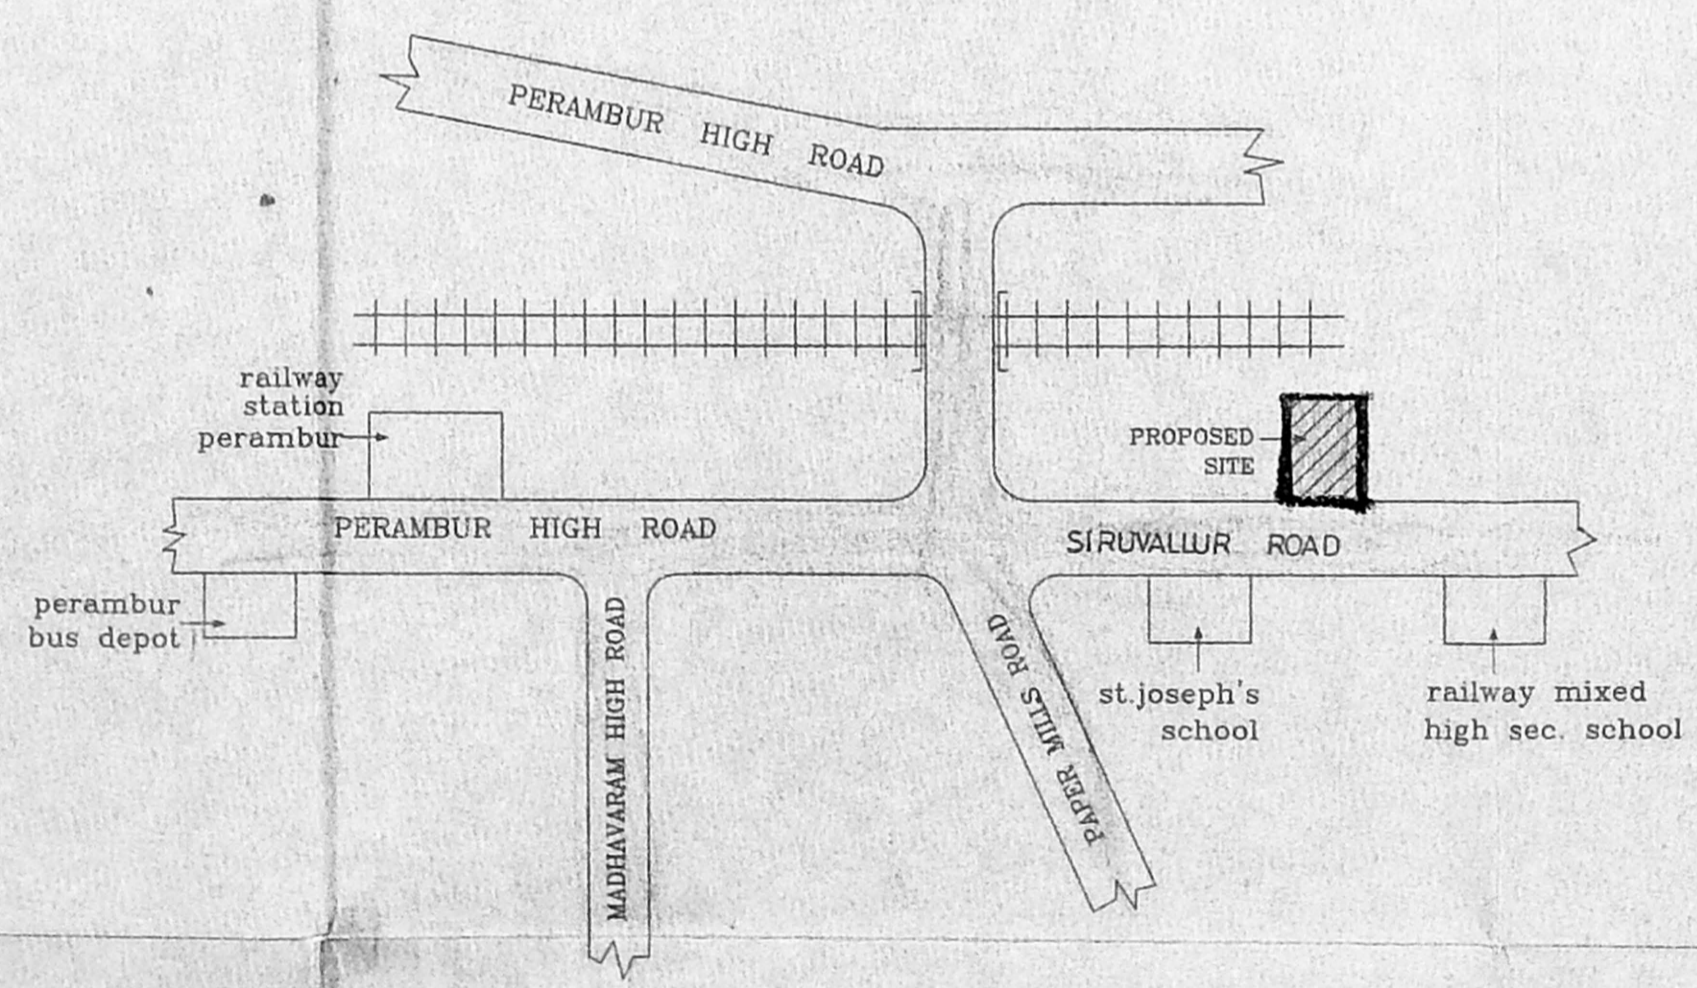 PERAMBUR HIGH ROAD
railway
station
perambur
PROPOSED
SITE
PERAMBUR HIGH ROAD
SIRUVALLUR ROAD
perambur
bus depot
MADHAVARAM HIGH ROAD
PAPER MILLS ROAD
st.joseph's
school
railway mixed
high sec. school